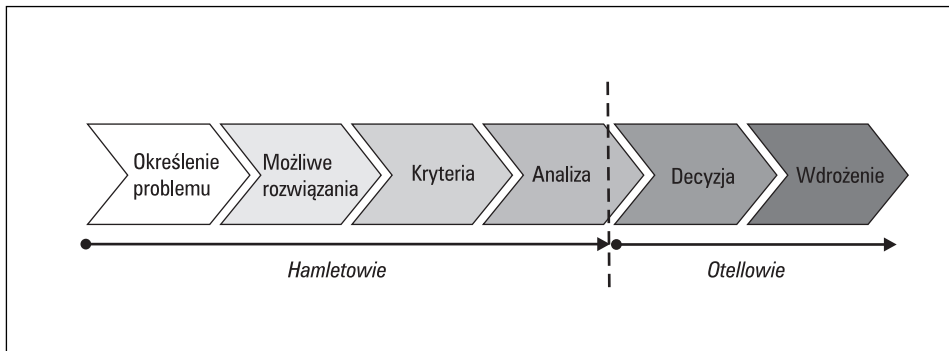 Określenie
problemu
Możliwe
rozwiązania
Kryteria
Analiza
Decyzja
Wdrożenie
Hamletowie
Otellowie